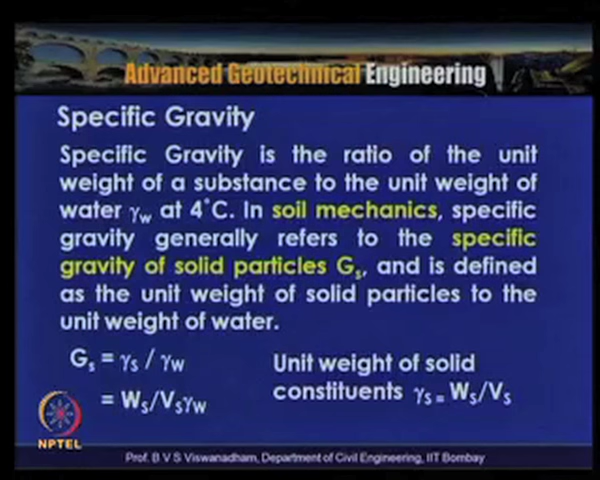 Advanced Geotechnical Engineering
Specific Gravity
Specific Gravity is the ratio of the unit
weight of a substance to the unit weight of
water γw at 4°C. In soil mechanics, specific
gravity generally refers to the specific
gravity of solid particles Gs, and is defined
as the unit weight of solid particles to the
unit weight of water.
Gs = γs / γw
= Ws/Vsγw
Unit weight of solid
constituents γs = Ws/Vs
NPTEL
Prof. B V S Viswanadham, Department of Civil Engineering, IIT Bombay